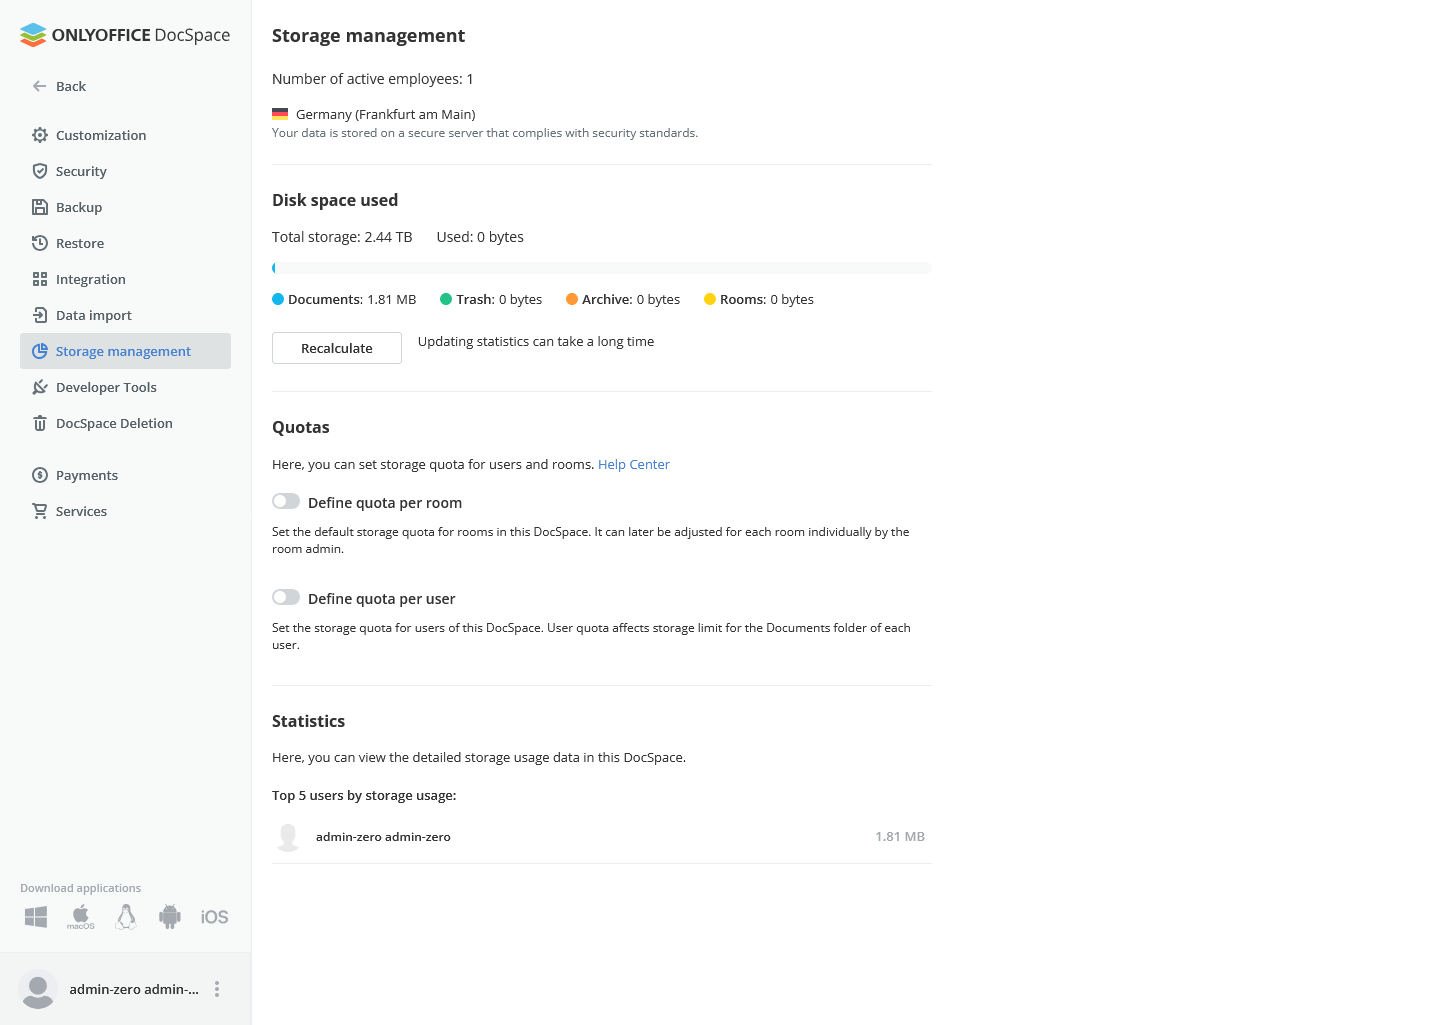 ONLYOFFICE DocSpace
Back
Customization
Security
Backup
Restore
Integration
Data import
Storage management
Developer Tools
DocSpace Deletion
Payments
Services
Download applications
macOS
iOS
admin-zero admin-...
Storage management
Number of active employees: 1
Germany (Frankfurt am Main)
Your data is stored on a secure server that complies with security standards.
Disk space used
Total storage: 2.44 TB Used: 0 bytes
Documents: 1.81 MB Trash: 0 bytes Archive: 0 bytes Rooms: 0 bytes
Recalculate Updating statistics can take a long time
Quotas
Here, you can set storage quota for users and rooms. Help Center
Define quota per room
Set the default storage quota for rooms in this DocSpace. It can later be adjusted for each room individually by the
room admin.
Define quota per user
Set the storage quota for users of this DocSpace. User quota affects storage limit for the Documents folder of each
user.
Statistics
Here, you can view the detailed storage usage data in this DocSpace.
Top 5 users by storage usage:
admin-zero admin-zero 1.81 MB